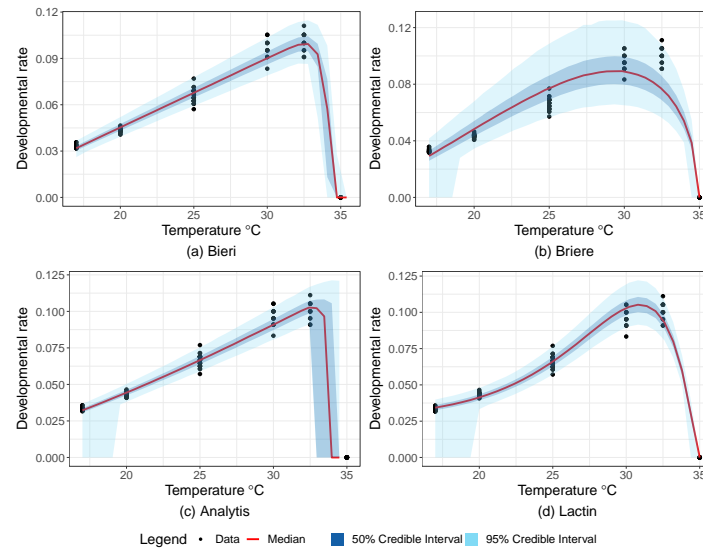 Developmental rate
0.12
0.09
0.06
0.03
0.00
20
25
30
35
Temperature °C
(a) Bieri
Developmental rate
0.12
0.08
0.04
0.00
20
25
30
35
Temperature °C
(b) Briere
Developmental rate
0.125
0.100
0.075
0.050
0.025
0.000
20
25
30
35
Temperature °C
(c) Analytis
Developmental rate
0.125
0.100
0.075
0.050
0.025
0.000
20
25
30
35
Temperature °C
(d) Lactin
Legend Data Median 50% Credible Interval 95% Credible Interval